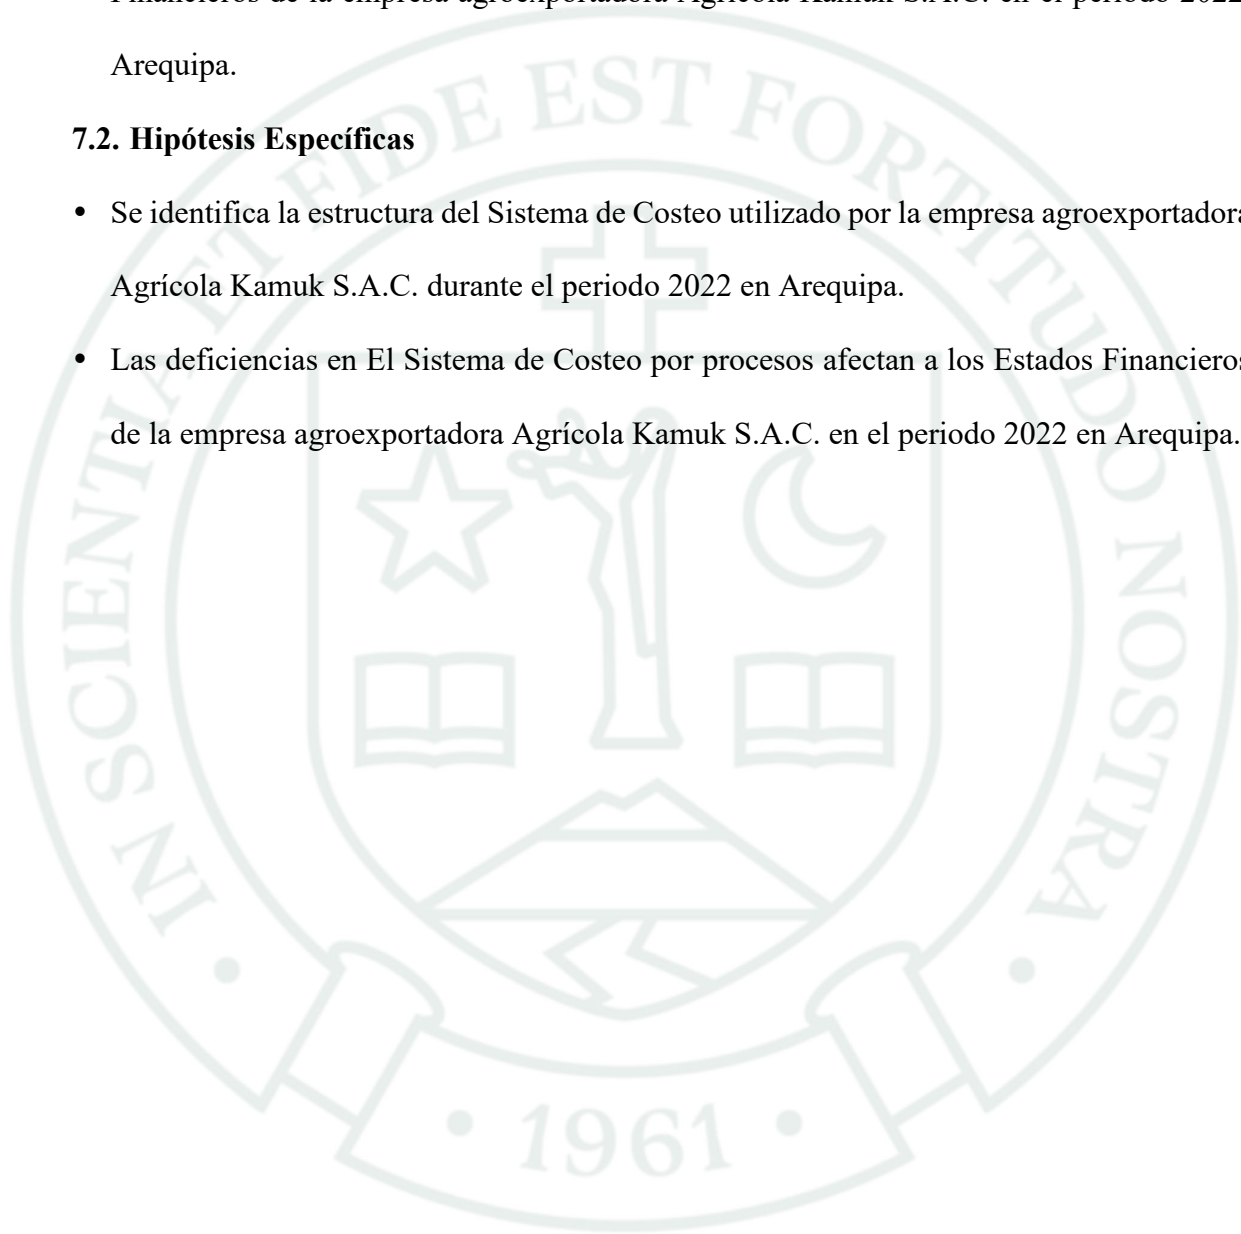 Financieros de la empresa agroexportadora Agrícola Kamuk S.A.C. en el periodo 2022
Arequipa.
7.2. Hipótesis Específicas
• Se identifica la estructura del Sistema de Costeo utilizado por la empresa agroexportadora
Agrícola Kamuk S.A.C. durante el periodo 2022 en Arequipa.
• Las deficiencias en El Sistema de Costeo por procesos afectan a los Estados Financieros
de la empresa agroexportadora Agrícola Kamuk S.A.C. en el periodo 2022 en Arequipa.
IN SCIENTIA ET FIDE EST FORTITUDO NOSTRA
• 1961 •